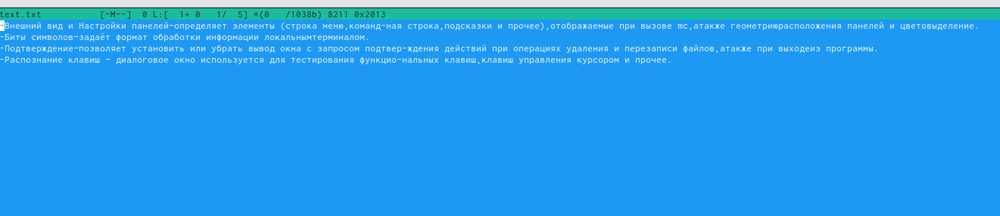 text.txt [-M--] 0 L:[ 1+ 0 1/ 5] *(0 /1038b) 8211 0x2013
–Внешний вид и Настройки панелей–определяет элементы (строка меню,команд-ная строка,подсказки и прочее),отображаемые при вызове mc,атакже геометриюрасположения панелей и цветовыделение.
–Биты символов–задаёт формат обработки информации локальнымтерминалом.
–Подтверждение–позволяет установить или убрать вывод окна с запросом подтвер-ждения действий при операциях удаления и перезаписи файлов,атакже при выходеиз программы.
–Распознание клавиш – диалоговое окно используется для тестирования функцио-нальных клавиш,клавиш управления курсором и прочее.